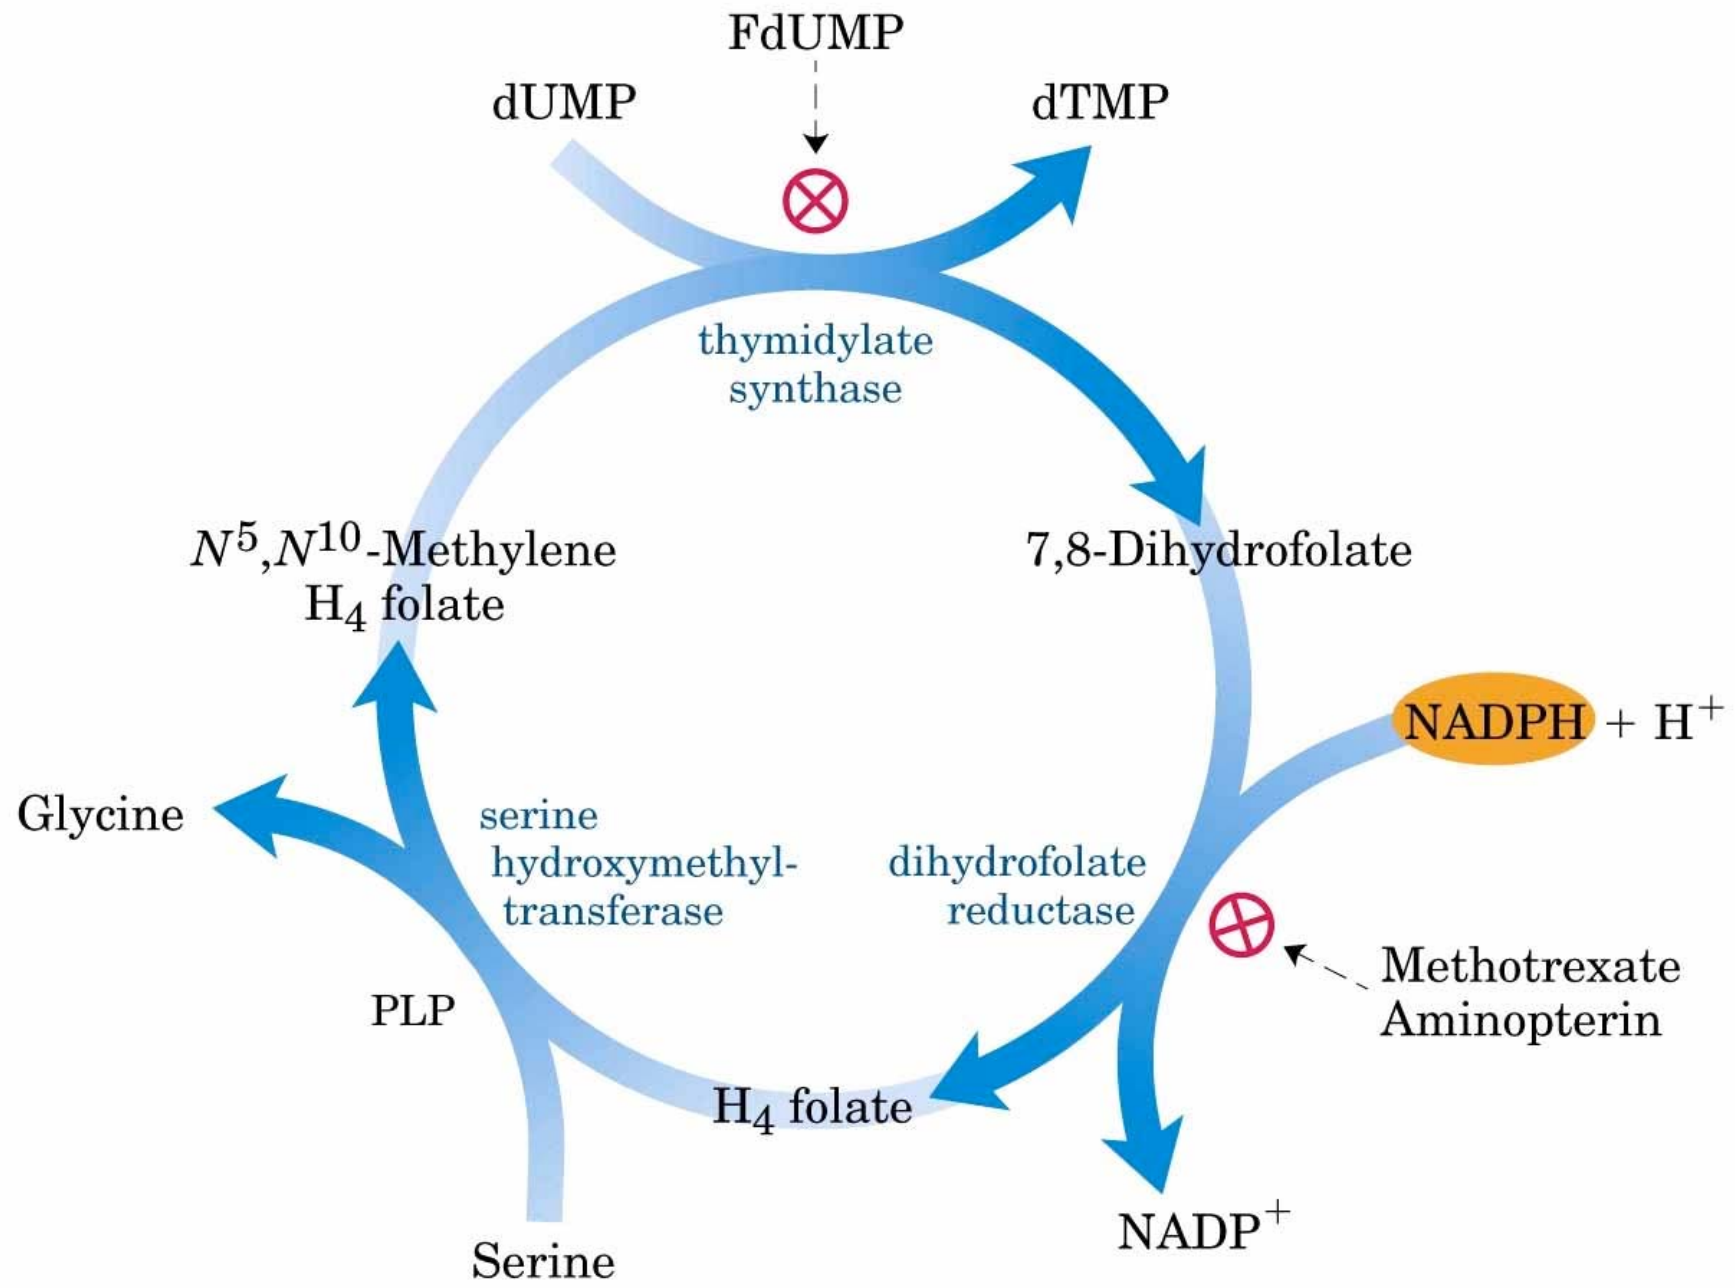 FdUMP
dUMP
dTMP
thymidylate
synthase
N⁵,N¹⁰-Methylene
H₄ folate
7,8-Dihydrofolate
NADPH + H⁺
Glycine
serine
hydroxymethyl-
transferase
dihydrofolate
reductase
Methotrexate
Aminopterin
PLP
H₄ folate
NADP⁺
Serine